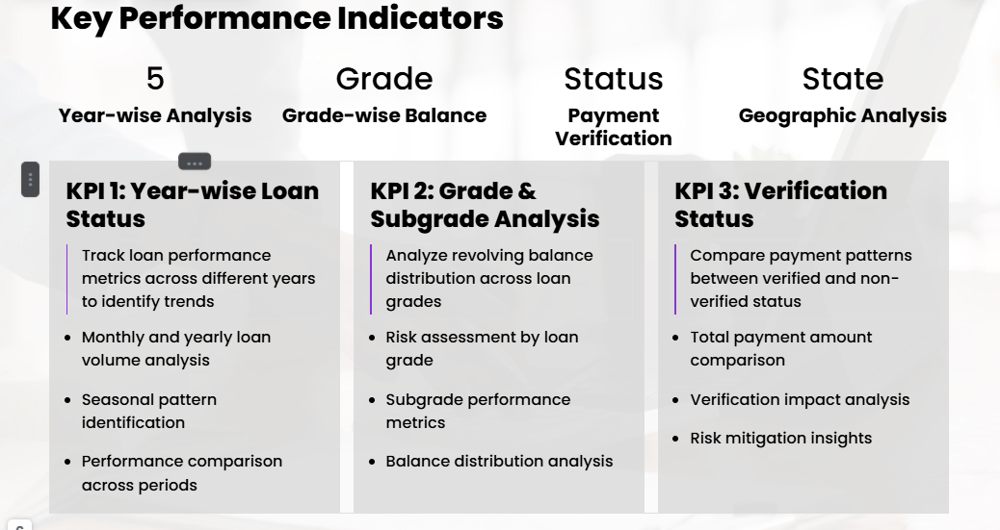 Key Performance Indicators
5
Year-wise Analysis
Grade
Grade-wise Balance
Status
Payment
Verification
State
Geographic Analysis
KPI 1: Year-wise Loan
Status
Track loan performance
metrics across different years
to identify trends
• Monthly and yearly loan
volume analysis
• Seasonal pattern
identification
• Performance comparison
across periods
KPI 2: Grade &
Subgrade Analysis
Analyze revolving balance
distribution across loan
grades
• Risk assessment by loan
grade
• Subgrade performance
metrics
• Balance distribution analysis
KPI 3: Verification
Status
Compare payment patterns
between verified and non-
verified status
• Total payment amount
comparison
• Verification impact analysis
• Risk mitigation insights